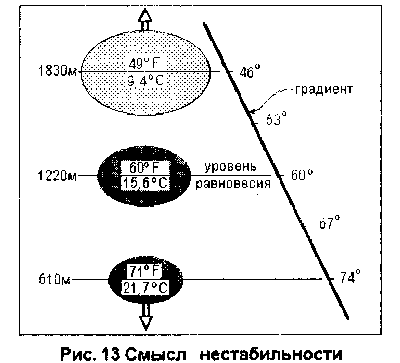 49°F
1830м
46°
9,4°C
градиент
53°
60°F
уровень
1220м
60°
15,6°C
равновесия
67°
71°F
610м
74°
21,7°C
Рис. 13 Смысл нестабильности